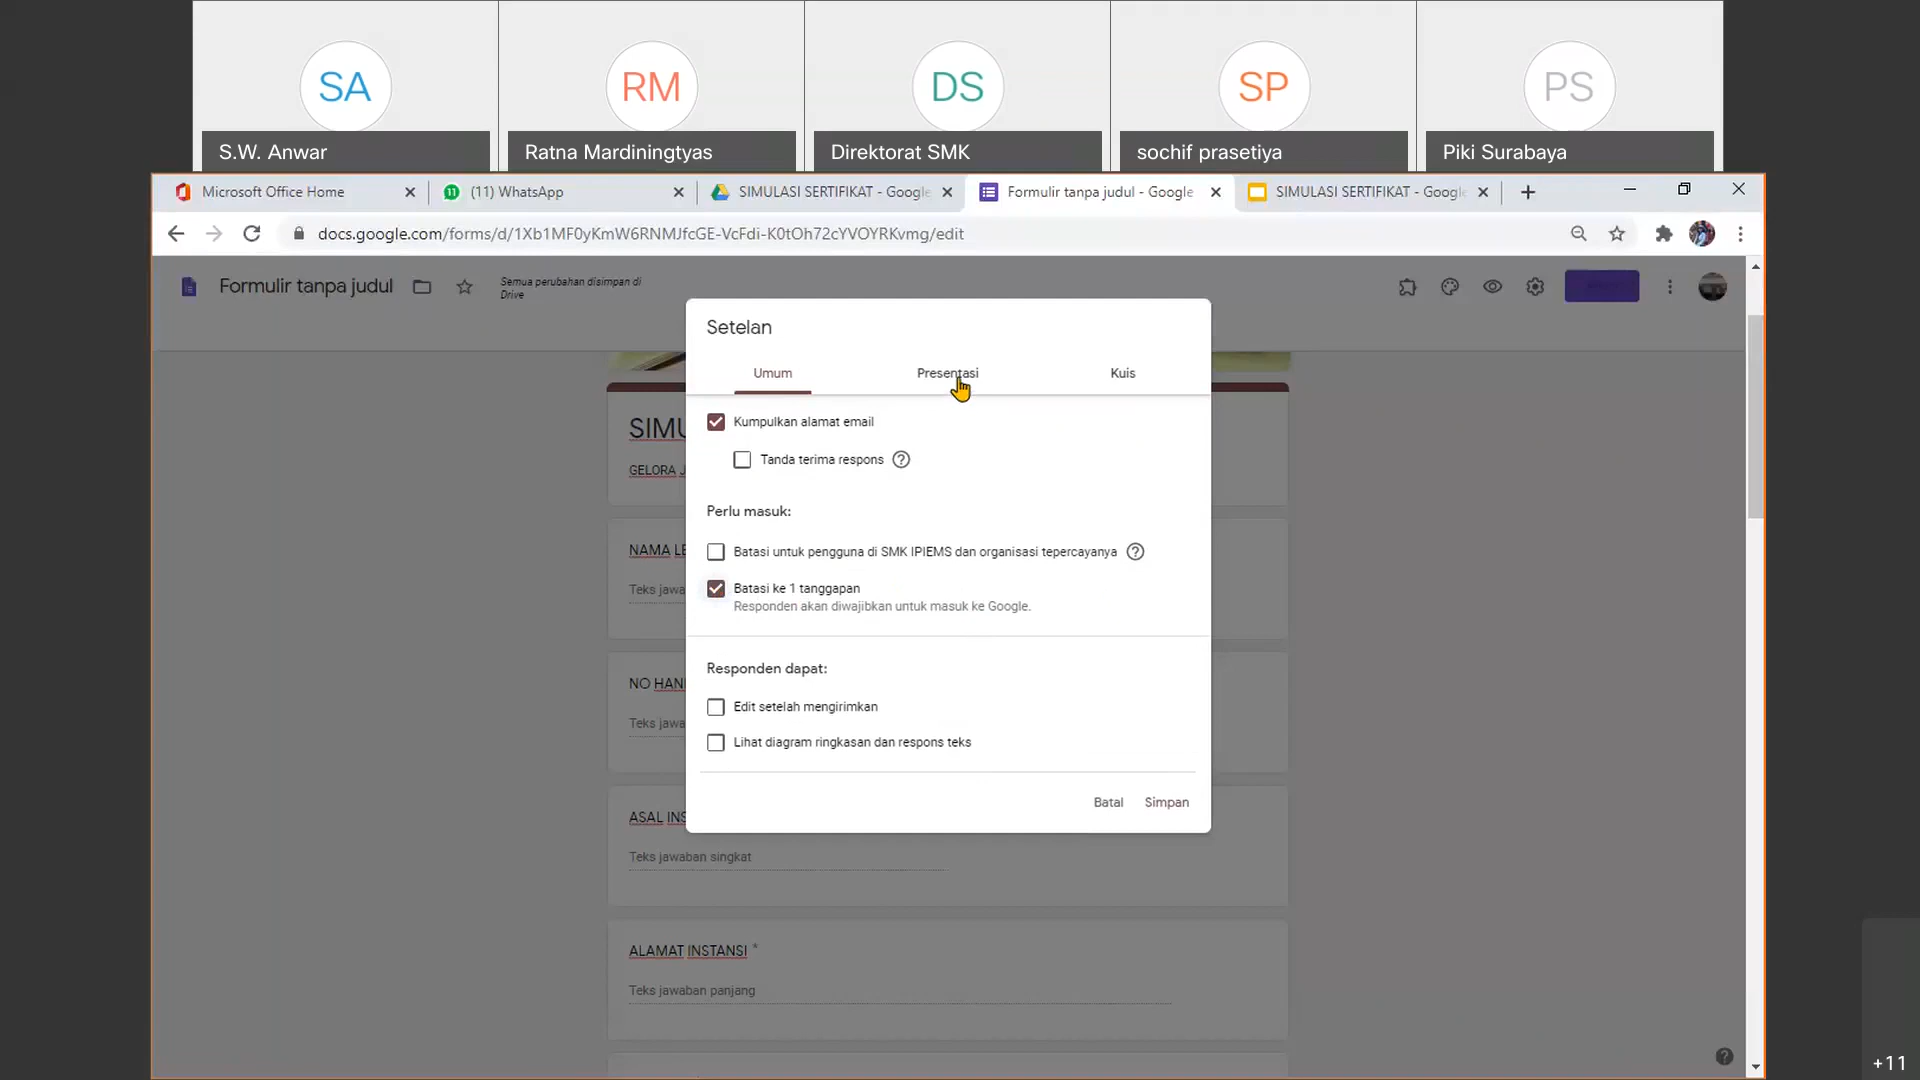 SA
RM
DS
SP
PS
S.W. Anwar
Ratna Mardiningtyas
Direktorat SMK
sochif prasetiya
Piki Surabaya
Microsoft Office Home
(11) WhatsApp
SIMULASI SERTIFIKAT - Google
Formulir tanpa judul - Google
SIMULASI SERTIFIKAT - Google
docs.google.com/forms/d/1Xb1MF0yKmW6RNMJfcGE-VcFdi-K0tOh72cYVOYRKvmg/edit
Formulir tanpa judul
Semua perubahan disimpan di
Drive
Setelan
Umum
Presentasi
Kuis
Kumpulkan alamat email
Tanda terima respons
Perlu masuk:
Batasi untuk pengguna di SMK IPIEMS dan organisasi tepercayanya
Batasi ke 1 tanggapan
Responden akan diwajibkan untuk masuk ke Google.
Responden dapat:
Edit setelah mengirimkan
Lihat diagram ringkasan dan respons teks
Batal
Simpan
SIMU
GELORA J
NAMA LE
Teks jawa
NO HAN
Teks jawa
ASAL INS
Teks jawaban singkat
ALAMAT INSTANSI *
Teks jawaban panjang
+11